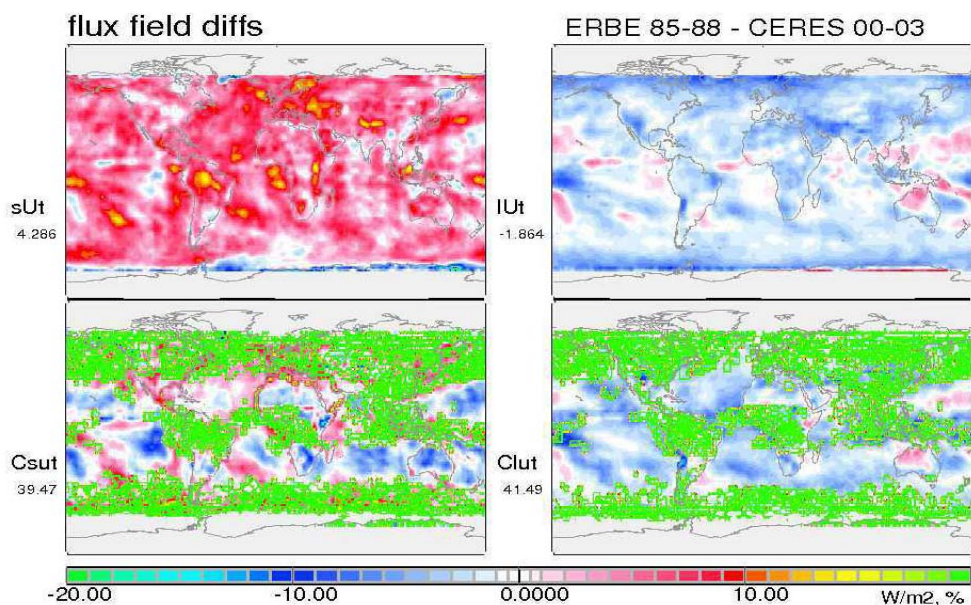 flux field diffs
ERBE 85-88 - CERES 00-03
sUt
4.286
lUt
-1.864
Csut
39.47
Clut
41.49
-20.00 -10.00 0.0000 10.00 W/m2, %